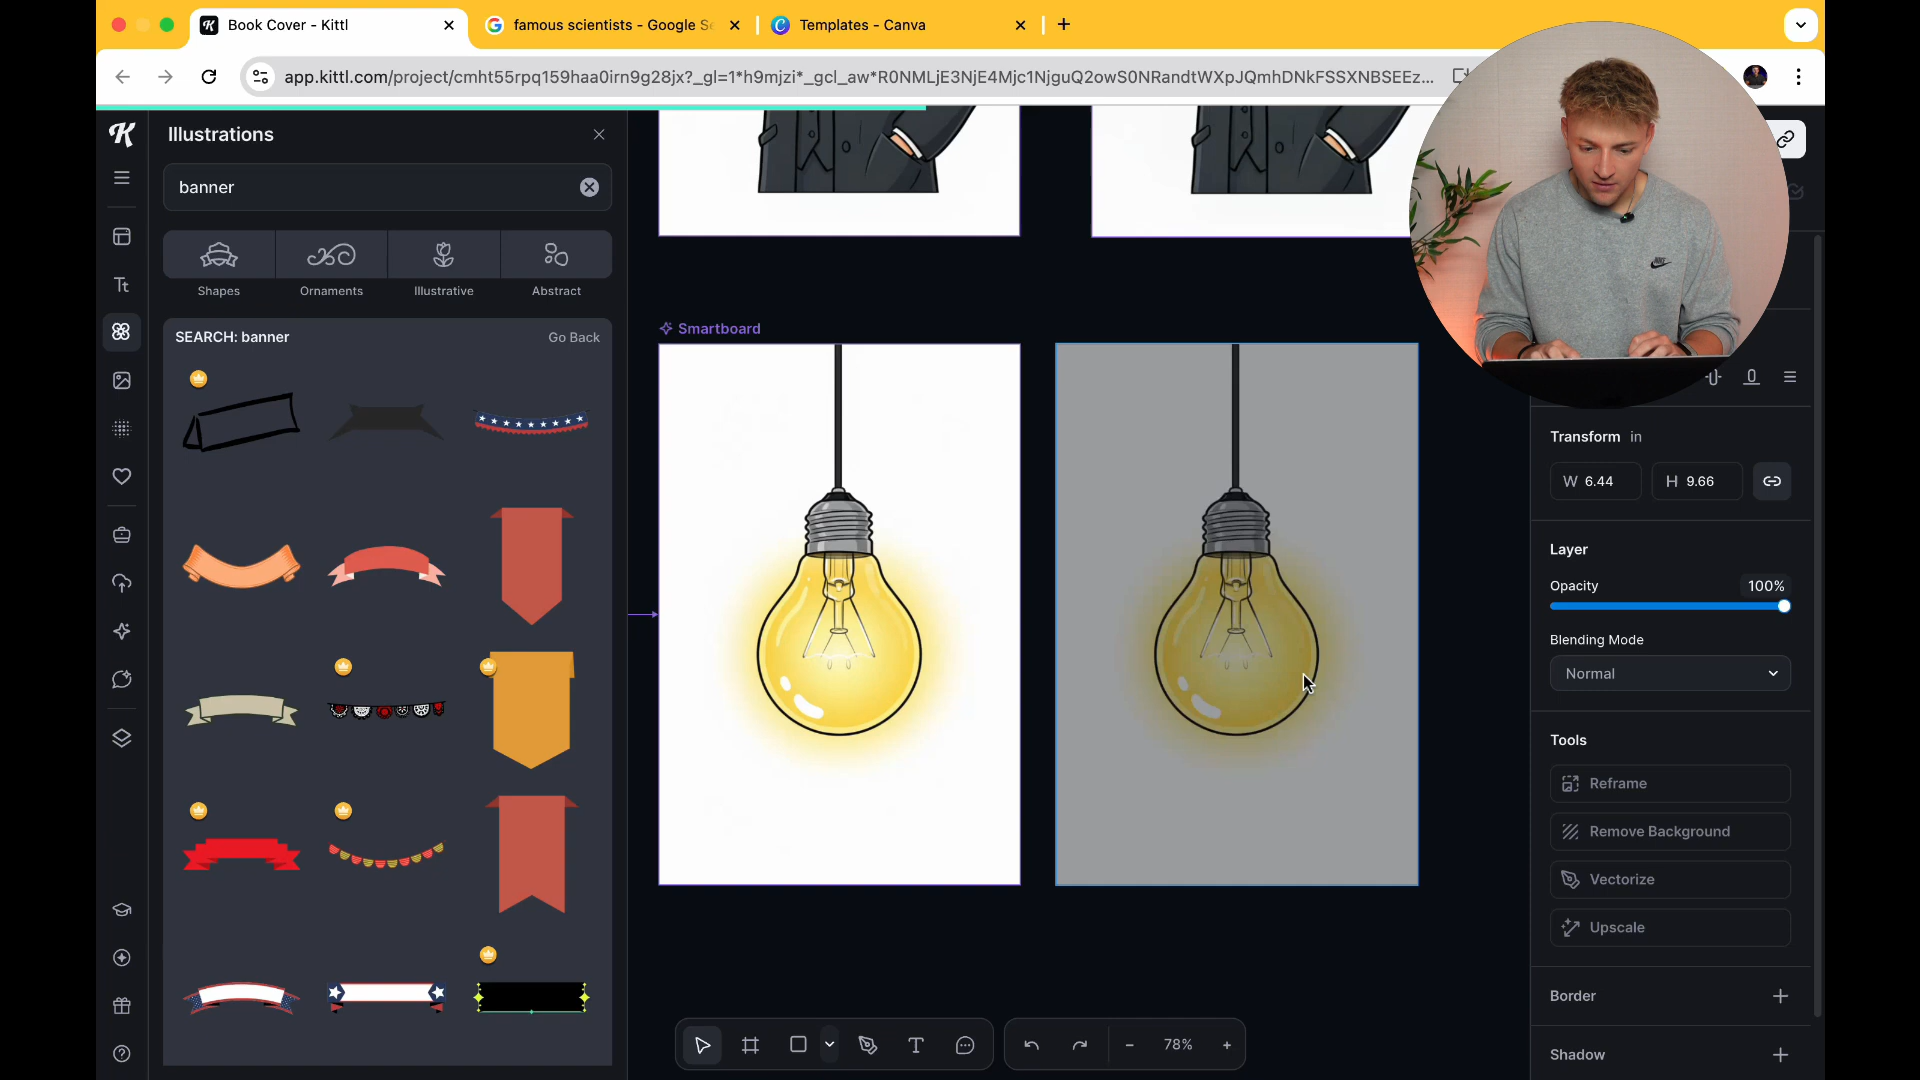 Book Cover - Kittl
famous scientists - Google Se
Templates - Canva
app.kittl.com/project/cmht55rpq159haa0irn9g28jx?_gl=1*h9mjzi*_gcl_aw*R0NMLjE3NjE4Mjc1NjguQ2owS0NRandtWXpJQmhDNkFSSXNBSEEz...
Illustrations
banner
Shapes
Ornaments
Illustrative
Abstract
SEARCH: banner
Go Back
Smartboard
Transform in
W 6.44
H 9.66
Layer
Opacity
100%
Blending Mode
Normal
Tools
Reframe
Remove Background
Vectorize
Upscale
Border
Shadow
Tt
78%